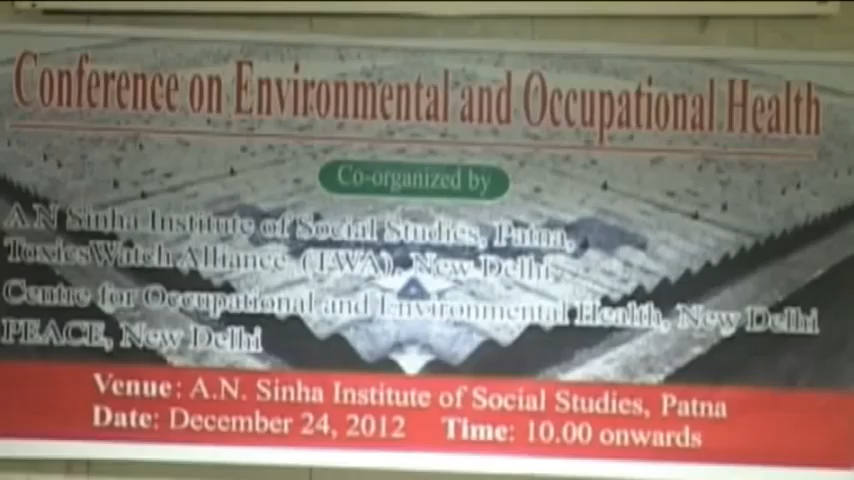 Conference on Environmental and Occupational Health
Co-organized by
A N Sinha Institute of Social Studies, Patna,
ToxicsWatch Alliance (TWA), New Delhi,
Centre for Occupational and Environmental Health, New Delhi
PEACE, New Delhi
Venue: A.N. Sinha Institute of Social Studies, Patna
Date: December 24, 2012 Time: 10.00 onwards